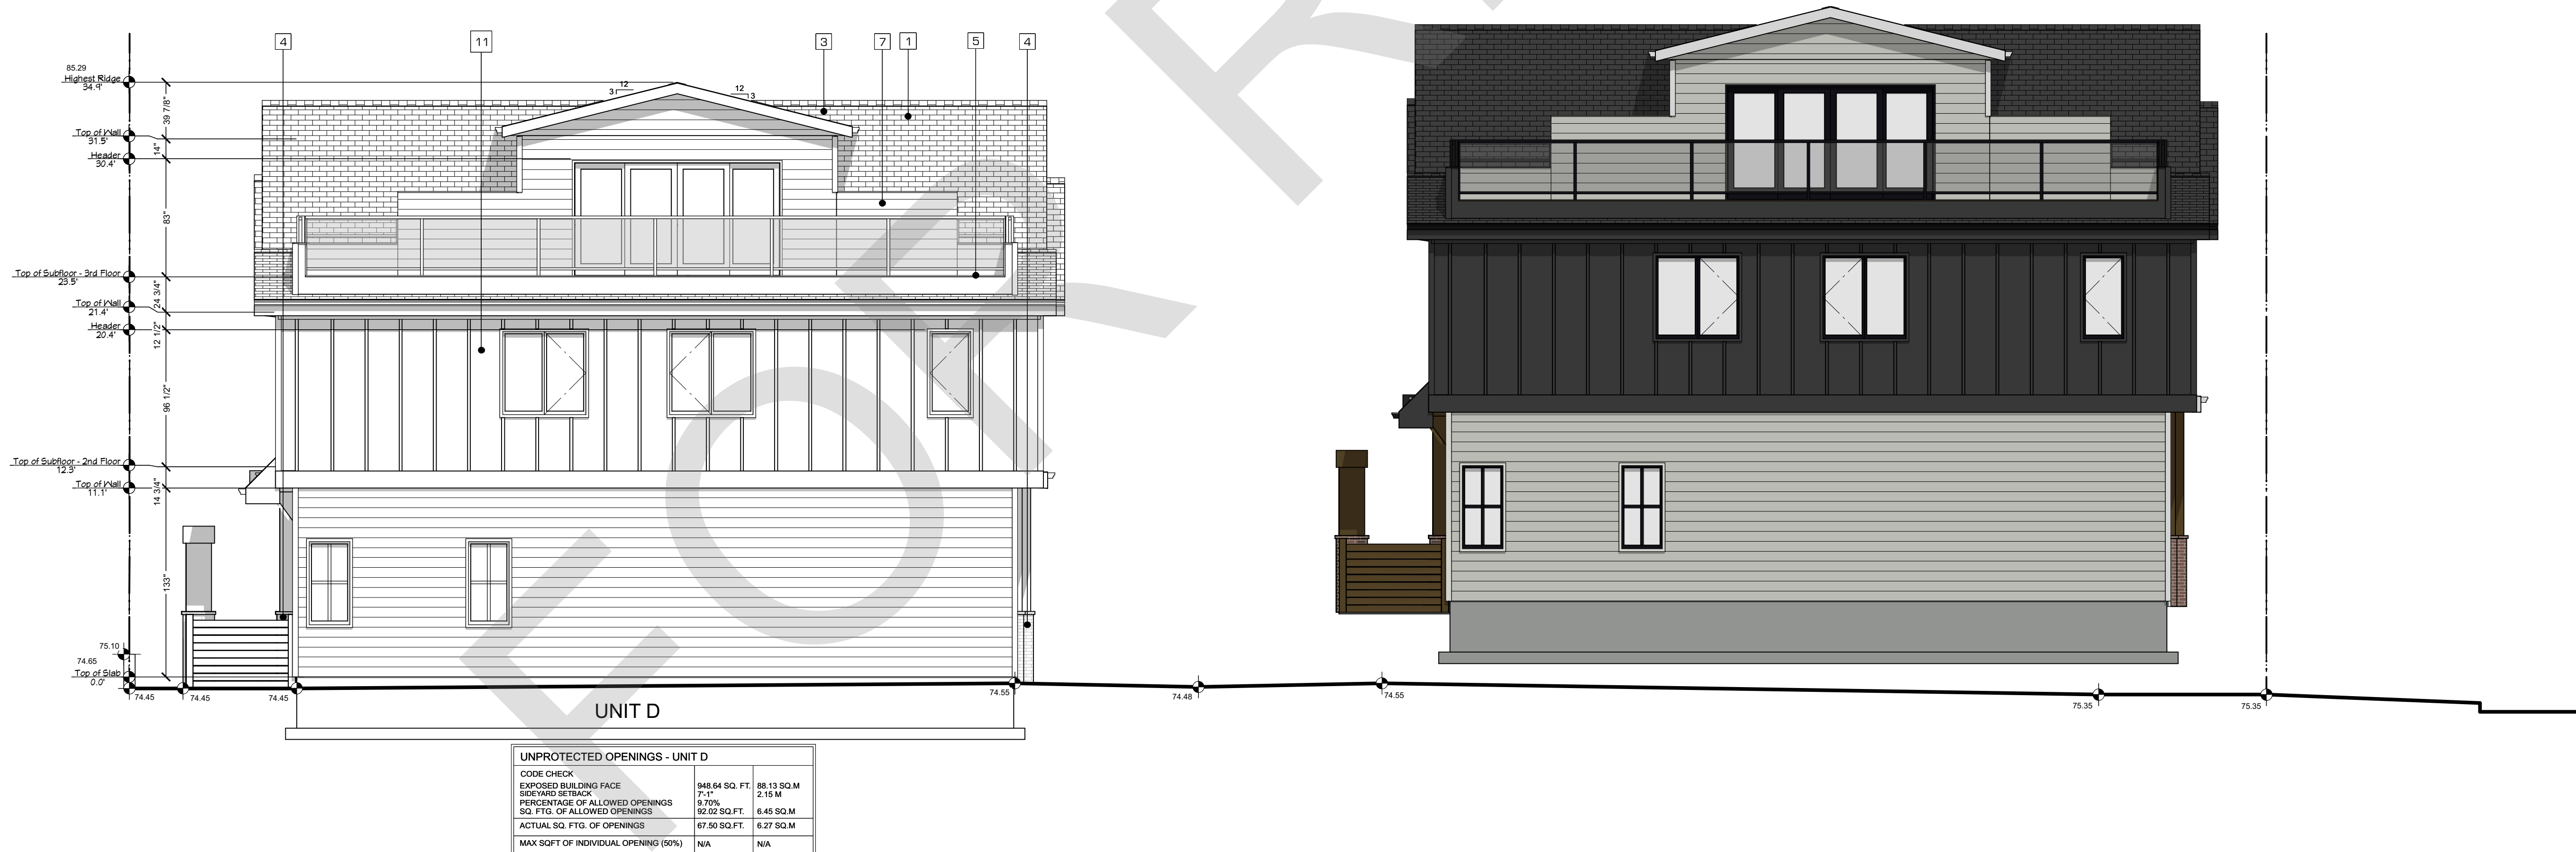 4
11
3
7
1
5
4
85.29
Highest Ridge
34.9'
39 7/8"
12
3
12
3
Top of Wall
31.5'
14"
Header
30.4'
83"
Top of Subfloor - 3rd Floor
23.5'
24 3/4"
Top of Wall
21.4'
12 1/2"
Header
20.4'
96 1/2"
Top of Subfloor - 2nd Floor
12.3'
14 3/4"
Top of Wall
11.1'
133"
75.10
74.65
Top of Slab
0.0'
74.45
74.45
74.45
74.55
74.48
74.55
75.35
75.35
UNIT D
UNPROTECTED OPENINGS - UNIT D
CODE CHECK
EXPOSED BUILDING FACE 948.64 SQ. FT. 88.13 SQ.M
SIDEYARD SETBACK 7'-1" 2.15 M
PERCENTAGE OF ALLOWED OPENINGS 9.70%
SQ. FTG. OF ALLOWED OPENINGS 92.02 SQ.FT. 6.45 SQ.M
ACTUAL SQ. FTG. OF OPENINGS 67.50 SQ.FT. 6.27 SQ.M
MAX SQFT OF INDIVIDUAL OPENING (50%) N/A N/A
FOR R